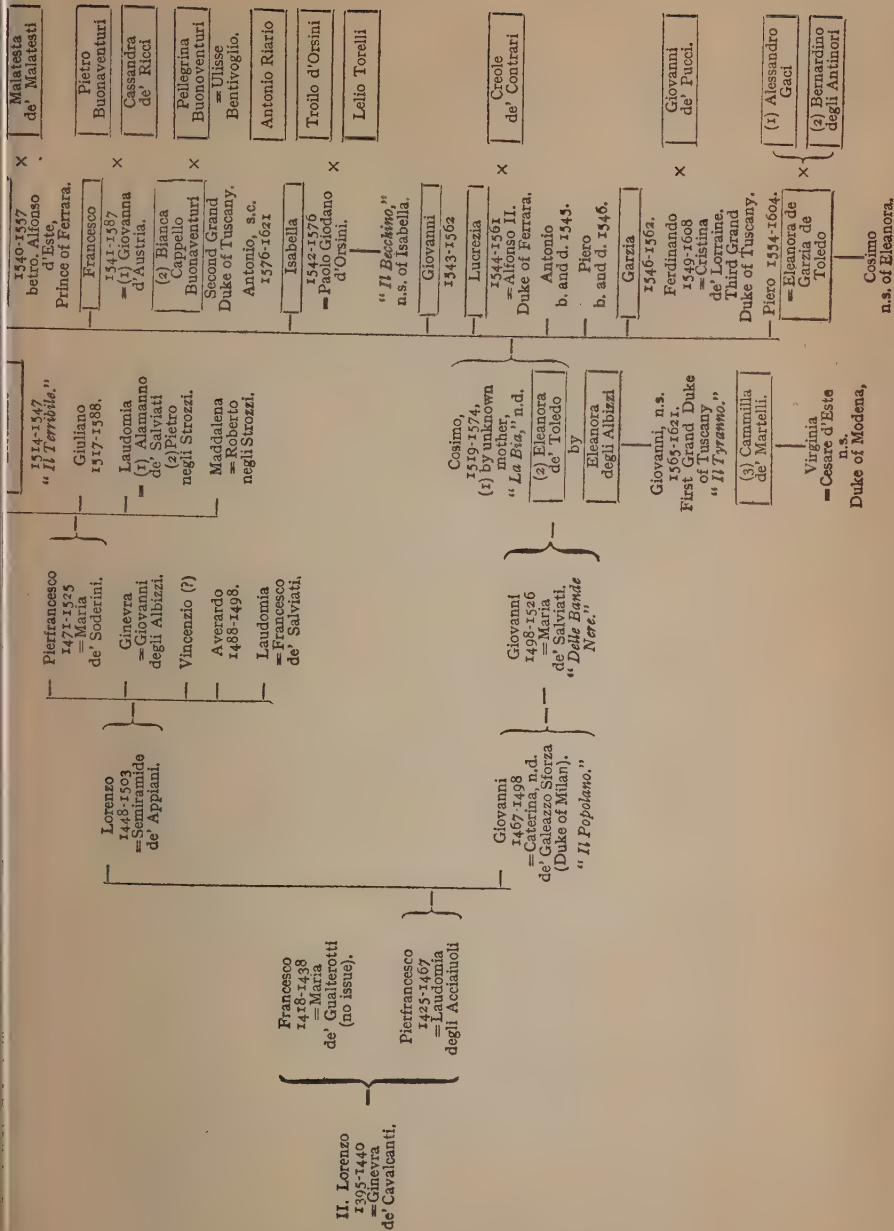 Malatesta
de' Malatesti
Pietro
Buonaventuri
Cassandra
de' Ricci
Pellegrina
Buonoventuri
= Ulisse
Bentivoglio.
Antonio Riario
Troilo d'Orsini
Lelio Torelli
Creole
de' Contrari
Giovanni
de' Pucci.
(1) Alessandro
Gaci
(2) Bernardino
degli Antinori
×
×
×
×
×
×
×
1540-1557
betro. Alfonso
d'Este,
Prince of Ferrara.
Francesco
1541-1587
=(1) Giovanna
d'Austria.
(2) Bianca
Cappello
Buonaventuri
Second Grand
Duke of Tuscany.
Antonio, s.c.
1576-1621
Isabella
1542-1576
=Paolo Giodano
d'Orsini.
"Il Becchino,"
n.s. of Isabella.
Giovanni
1543-1562
Lucrezia
1544-1561
=Alfonso II.
Duke of Ferrara.
Antonio
b. and d. 1545.
Piero
b. and d. 1546.
Garzia
1546-1562.
Ferdinando
1549-1608
=Cristina
de' Lorraine.
Third Grand
Duke of Tuscany.
Piero 1554-1604.
=Eleanora de
Garzia de
Toledo
Cosimo
n.s. of Eleanora.
1514-1547
"Il Terribile."
Giuliano
1517-1588.
Laudomia
=(1) Alamanno
de' Salviati
(2)Pietro
negli Strozzi.
Maddalena
=Roberto
negli Strozzi.
Cosimo,
1519-1574,
(1) by unknown
mother,
"La Bia," n.d.
(2) Eleanora
de' Toledo
by
Eleanora
degli Albizzi
Giovanni, n.s.
1565-1621.
First Grand Duke
of Tuscany
"Il Tyranno."
(3) Cammilla
de' Martelli.
Virginia
=Cesare d'Este
n.s.
Duke of Modena,
Pierfrancesco
1471-1525
=Maria
de' Soderini.
Ginevra
=Giovanni
degli Albizzi.
Vincenzio (?)
Averardo
1488-1498.
Laudomia
=Francesco
de' Salviati,
Giovanni
1498-1526
=Maria
de' Salviati.
"Delle Bande
Nere."
Lorenzo
1448-1503
=Semiramide
de' Appiani.
Giovanni
1467-1498
=Caterina, n.d.
de' Galeazzo Sforza
(Duke of Milan).
"Il Popolano."
Francesco
1418-1438
=Maria
de' Gualterotti
(no issue).
Pierfrancesco
1425-1467
=Laudomia
degli Acciaiuoli
II. Lorenzo
1395-1440
=Ginevra
de' Cavalcanti.